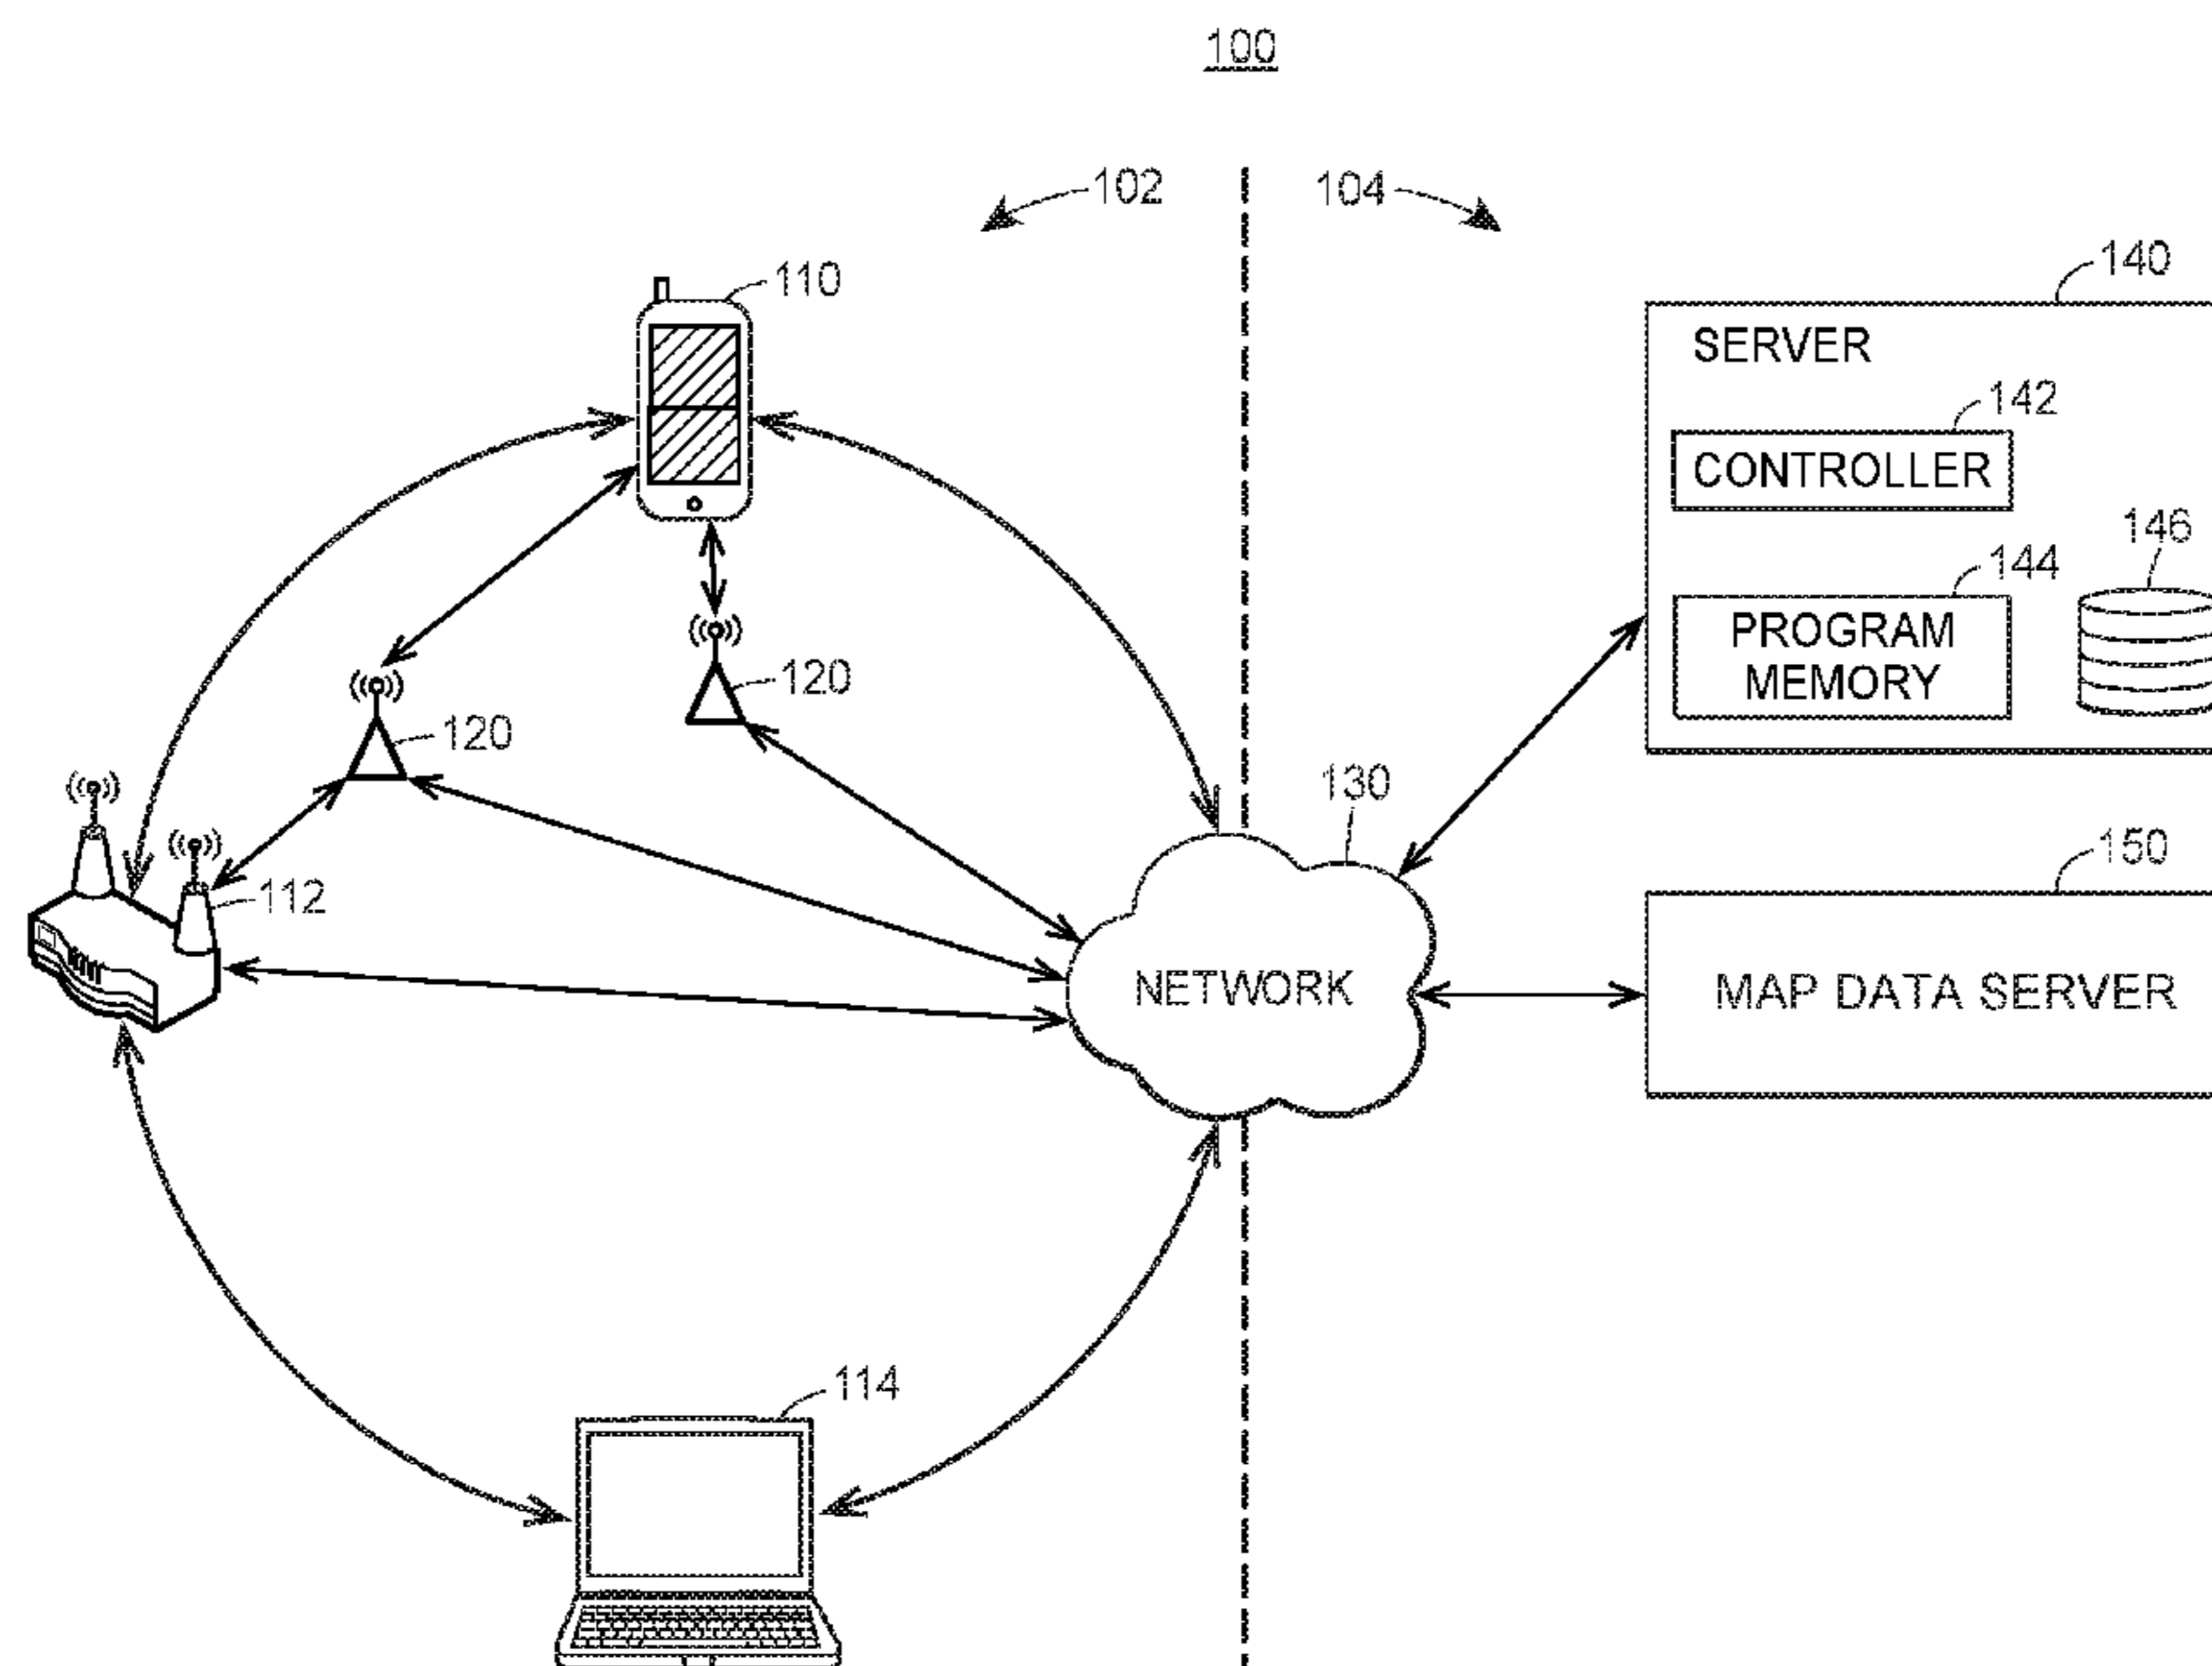 100
102
104
110
140
SERVER
142
CONTROLLER
146
144
PROGRAM
MEMORY
120
120
130
112
150
NETWORK
MAP DATA SERVER
114